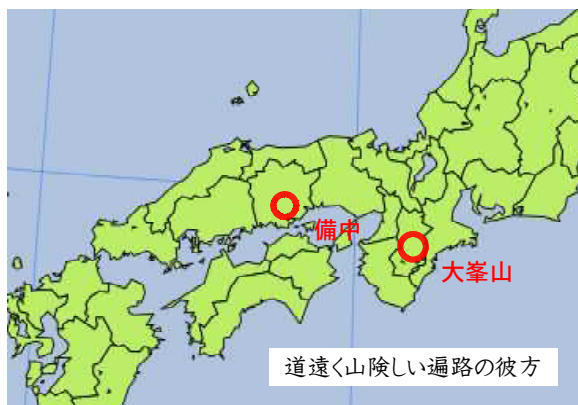 備中
大峯山
道遠く山険しい遍路の彼方